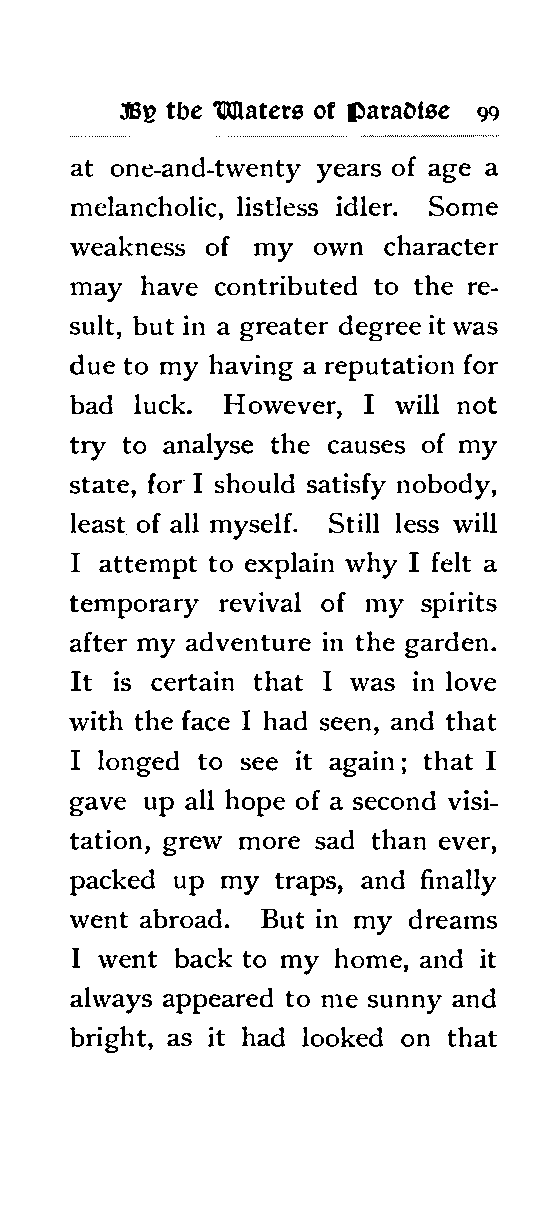 By the Waters of Paradise 99
at one-and-twenty years of age a
melancholic, listless idler. Some
weakness of my own character
may have contributed to the re-
sult, but in a greater degree it was
due to my having a reputation for
bad luck. However, I will not
try to analyse the causes of my
state, for I should satisfy nobody,
least of all myself. Still less will
I attempt to explain why I felt a
temporary revival of my spirits
after my adventure in the garden.
It is certain that I was in love
with the face I had seen, and that
I longed to see it again; that I
gave up all hope of a second visi-
tation, grew more sad than ever,
packed up my traps, and finally
went abroad. But in my dreams
I went back to my home, and it
always appeared to me sunny and
bright, as it had looked on that